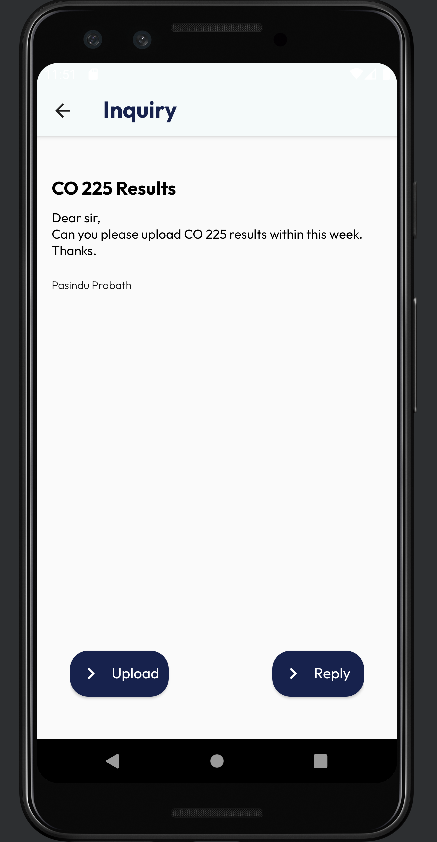 Inquiry
CO 225 Results
Dear sir,
Can you please upload CO 225 results within this week.
Thanks.
Pasindu Prabath
Upload
Reply